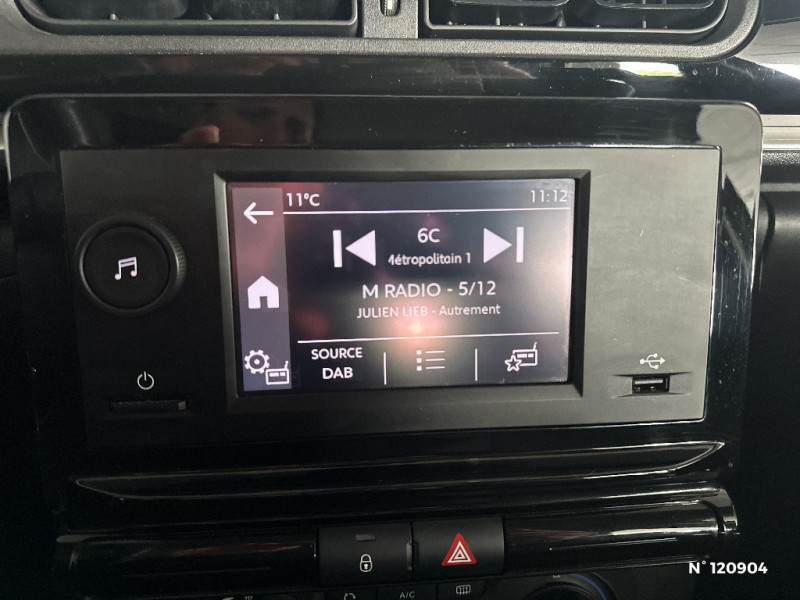 11°C
11:12
6C
Métropolitain 1
M RADIO - 5/12
JULIEN LIEB - Autrement
SOURCE
DAB
A/C
N° 120904